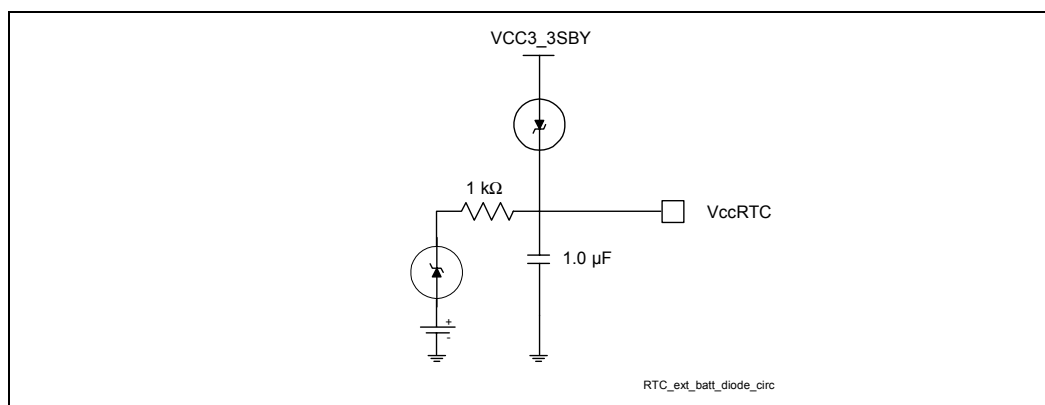 VCC3_3SBY
1 kΩ
VccRTC
1.0 µF
+
-
RTC_ext_batt_diode_circ